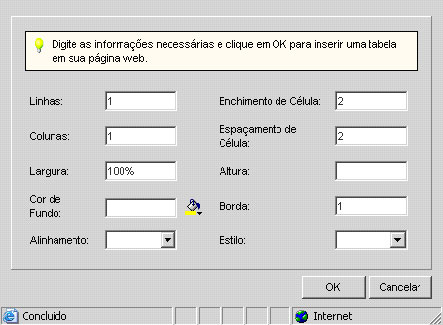 Digite as informações necessárias e clique em OK para inserir uma tabela
em sua página web.
Linhas: 1 Enchimento de Célula: 2
Colunas: 1 Espaçamento de
Célula: 2
Largura: 100% Altura:
Cor de
Fundo: Borda: 1
Alinhamento: Estilo:
OK Cancelar
Concluído Internet